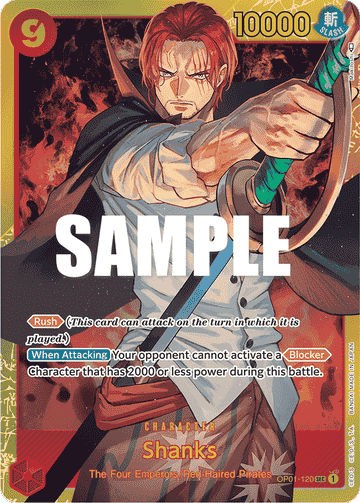 9
10000
斬
SLASH
SAMPLE
Rush (This card can attack on the turn in which it is
played.)
When Attacking Your opponent cannot activate a Blocker
Character that has 2000 or less power during this battle.
CHARACTER
Shanks
The Four Emperors/Red-Haired Pirates
OP01-120 SEC 1